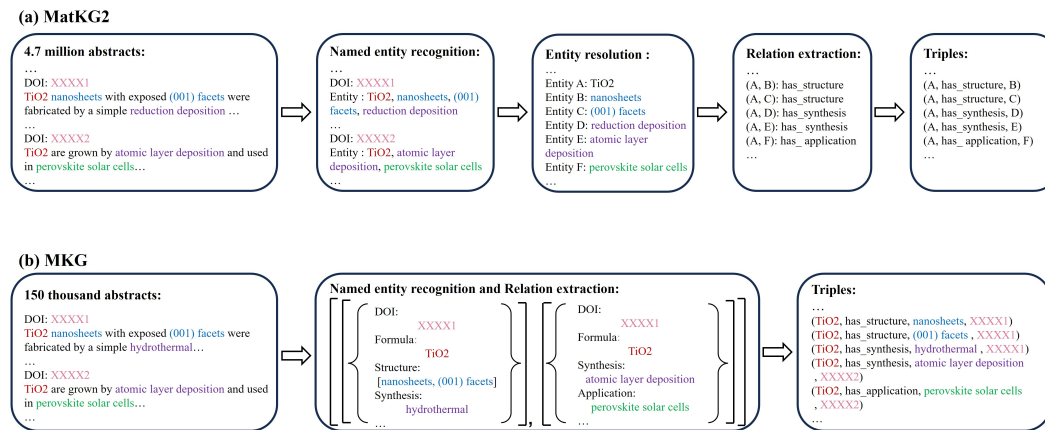 (a) MatKG2
4.7 million abstracts:
…
DOI: XXXX1
TiO2 nanosheets with exposed (001) facets were
fabricated by a simple reduction deposition …
…
DOI: XXXX2
TiO2 are grown by atomic layer deposition and used
in perovskite solar cells…
…
Named entity recognition:
…
DOI: XXXX1
Entity : TiO2, nanosheets, (001)
facets, reduction deposition
…
DOI: XXXX2
Entity : TiO2, atomic layer
deposition, perovskite solar cells
…
Entity resolution :
…
Entity A: TiO2
Entity B: nanosheets
Entity C: (001) facets
Entity D: reduction deposition
Entity E: atomic layer
deposition
Entity F: perovskite solar cells
…
Relation extraction:
…
(A, B): has_structure
(A, C): has_structure
(A, D): has_synthesis
(A, E): has_ synthesis
(A, F): has_ application
…
Triples:
…
(A, has_structure, B)
(A, has_structure, C)
(A, has_synthesis, D)
(A, has_synthesis, E)
(A, has_ application, F)
…
(b) MKG
150 thousand abstracts:
DOI: XXXX1
TiO2 nanosheets with exposed (001) facets were
fabricated by a simple hydrothermal…
…
DOI: XXXX2
TiO2 are grown by atomic layer deposition and used
in perovskite solar cells…
…
Named entity recognition and Relation extraction:
DOI:
XXXX1
Formula:
TiO2
Structure:
[nanosheets, (001) facets]
Synthesis:
hydrothermal
…
,
DOI:
XXXX1
Formula:
TiO2
Synthesis:
atomic layer deposition
Application:
perovskite solar cells
…
Triples:
…
(TiO2, has_structure, nanosheets, XXXX1)
(TiO2, has_structure, (001) facets , XXXX1)
(TiO2, has_synthesis, hydrothermal , XXXX1)
(TiO2, has_synthesis, atomic layer deposition
, XXXX2)
(TiO2, has_application, perovskite solar cells
, XXXX2)
…